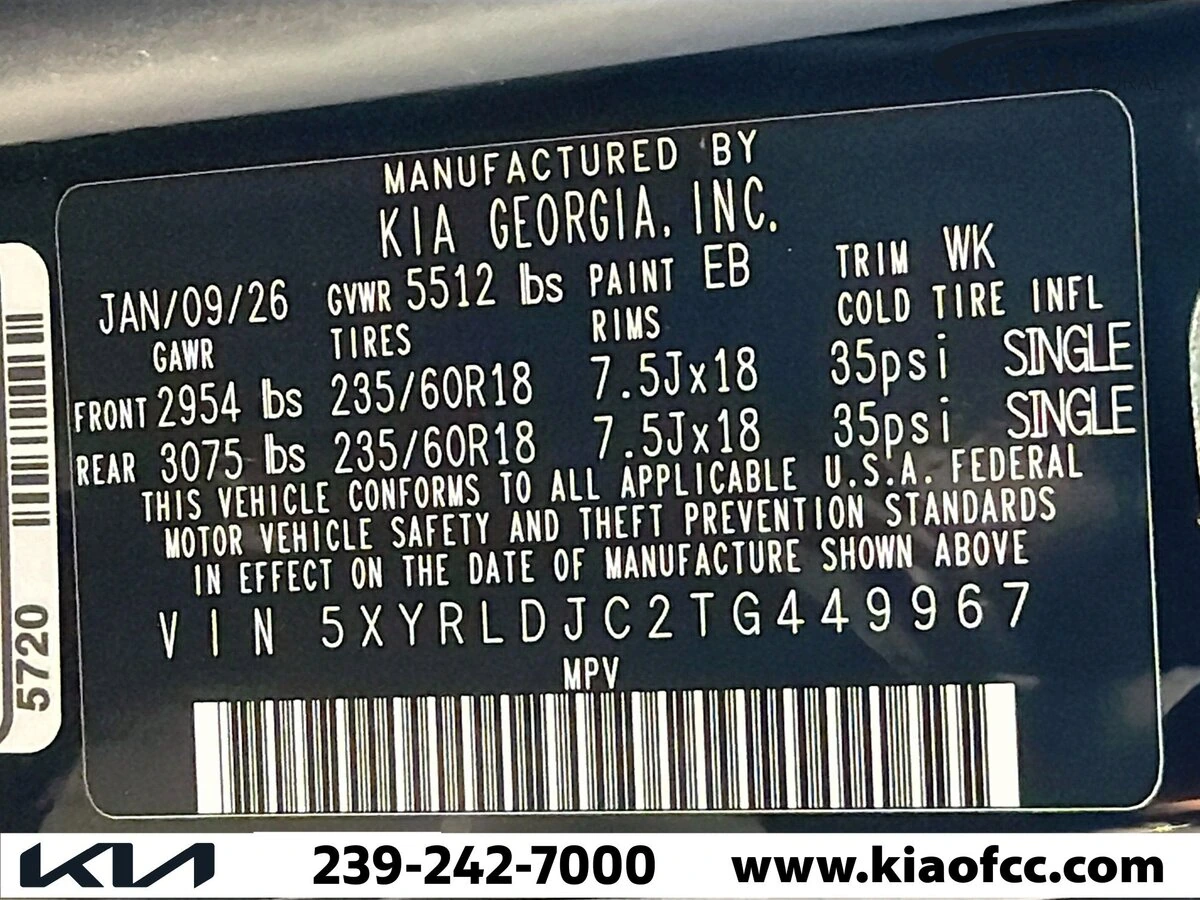 MANUFACTURED BY
KIA GEORGIA, INC.
JAN/09/26 GVWR 5512 lbs PAINT EB TRIM WK
GAWR TIRES RIMS COLD TIRE INFL
FRONT 2954 lbs 235/60R18 7.5Jx18 35psi SINGLE
REAR 3075 lbs 235/60R18 7.5Jx18 35psi SINGLE
THIS VEHICLE CONFORMS TO ALL APPLICABLE U.S.A. FEDERAL
MOTOR VEHICLE SAFETY AND THEFT PREVENTION STANDARDS
IN EFFECT ON THE DATE OF MANUFACTURE SHOWN ABOVE
VIN 5XYRLDJC2TG449967
MPV
5720
KIA 239-242-7000 www.kiaofcc.com